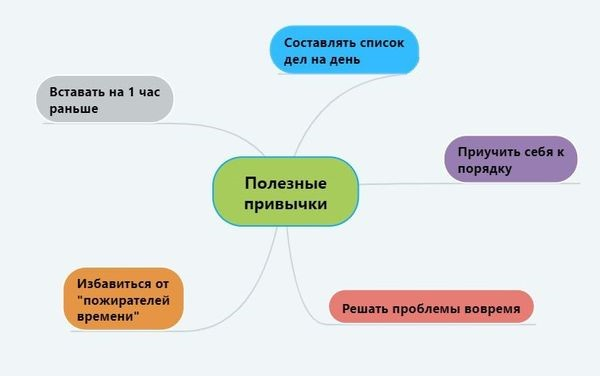 Составлять список
дел на день
Вставать на 1 час
раньше
Приучить себя к
порядку
Полезные
привычки
Избавиться от
"пожирателей
времени"
Решать проблемы вовремя